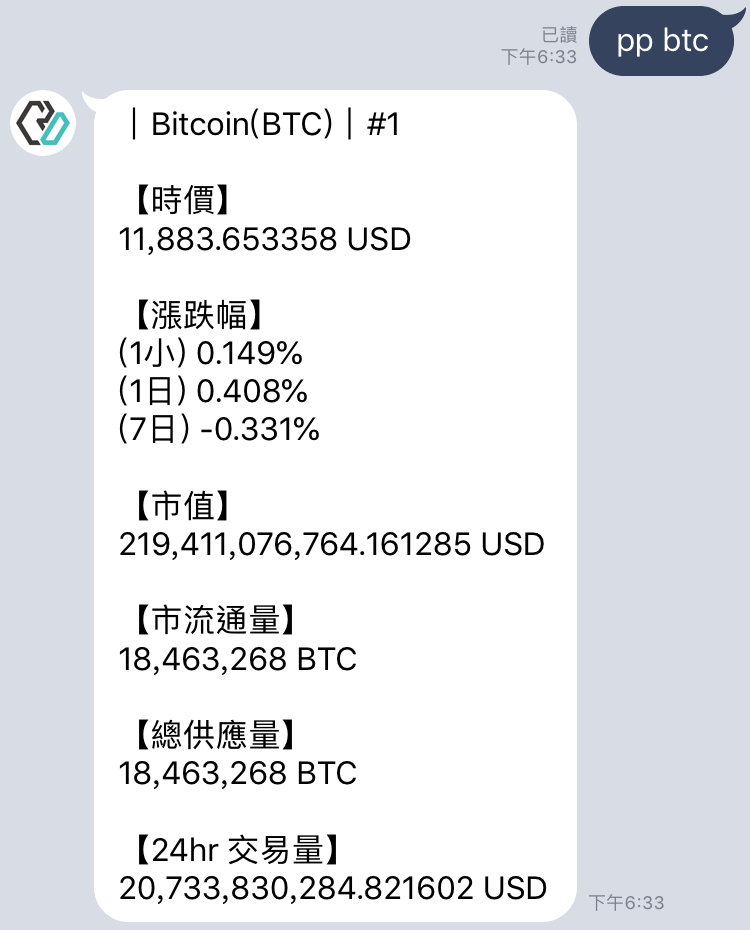 已讀
下午6:33
pp btc
｜Bitcoin(BTC)｜#1
【時價】
11,883.653358 USD
【漲跌幅】
(1小) 0.149%
(1日) 0.408%
(7日) -0.331%
【市值】
219,411,076,764.161285 USD
【市流通量】
18,463,268 BTC
【總供應量】
18,463,268 BTC
【24hr 交易量】
20,733,830,284.821602 USD
下午6:33